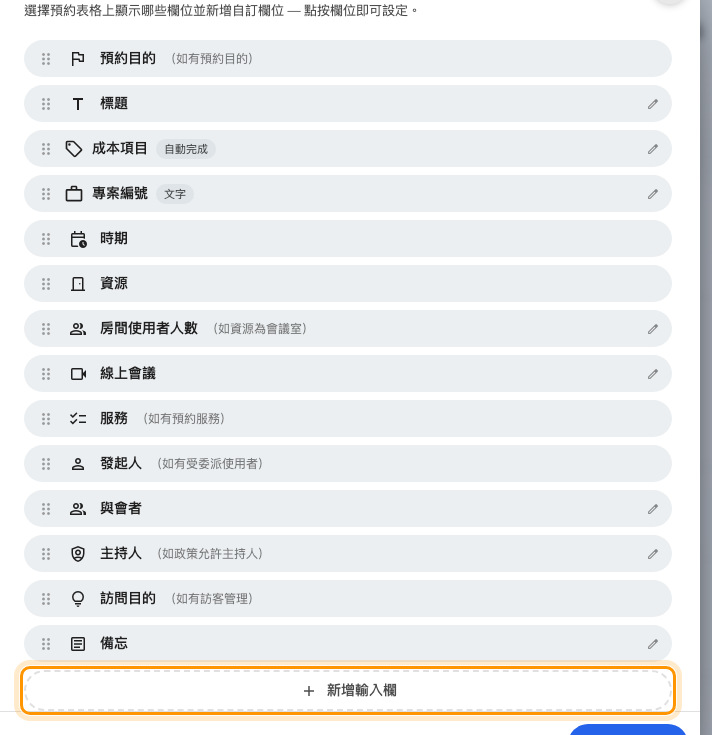 選擇預約表格上顯示哪些欄位並新增自訂欄位 — 點按欄位即可設定。
預約目的 (如有預約目的)
標題
成本項目 自動完成
專案編號 文字
時期
資源
房間使用者人數 (如資源為會議室)
線上會議
服務 (如有預約服務)
發起人 (如有受委派使用者)
與會者
主持人 (如政策允許主持人)
訪問目的 (如有訪客管理)
備忘
+ 新增輸入欄